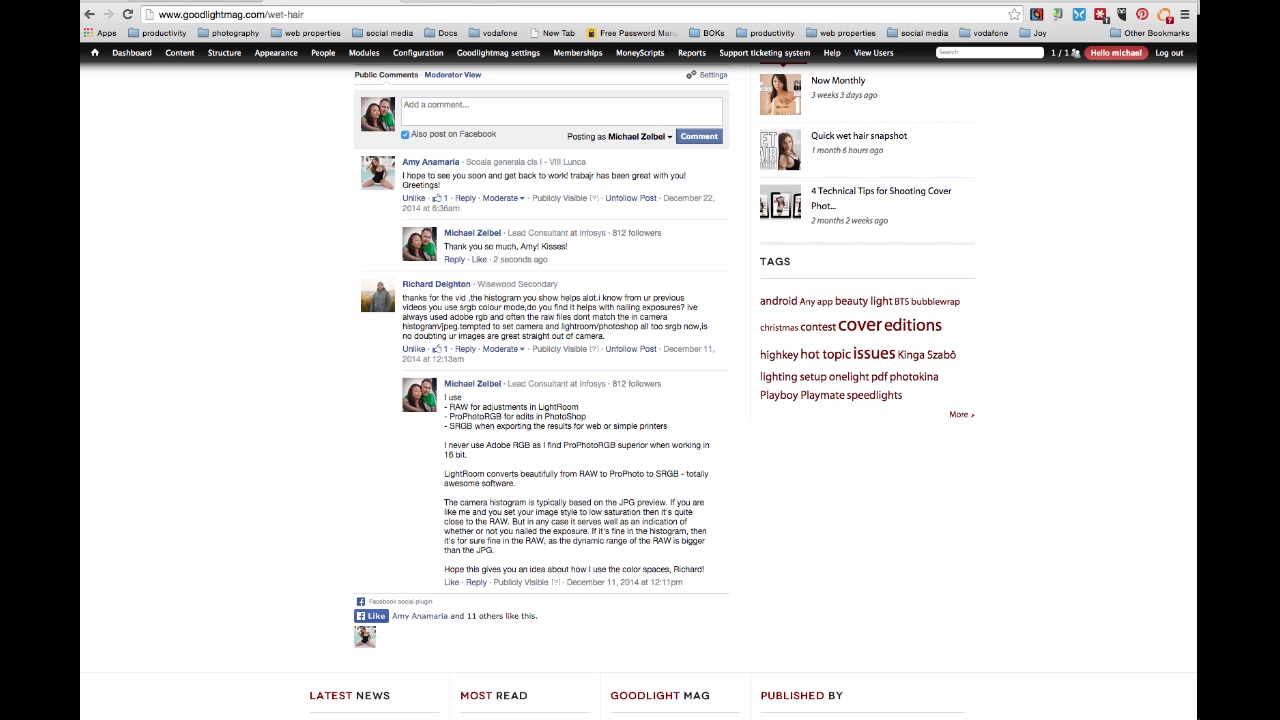 www.goodlightmag.com/wet-hair
Apps productivity photography web properties social media Dok's vodafone New Tab Free Password Man... BOKs productivity web properties social media vodafone Joy Other Bookmarks
Dashboard Content Structure Appearance People Modules Configuration Goodlightmag settings Memberships MoneyScripts Reports Support ticketing system Help View Users Search 1 / 1 Hello michael Log out
Public Comments · Moderator View Settings
Add a comment...
Also post on Facebook Posting as Michael Zelbel Comment
Amy Anamaria · Scoala generala cls I - VIII Lunca
I hope to see you soon and get back to work! trabajr has been great with you!
Greetings!
Unlike · 1 · Reply · Moderate · Publicly Visible [?] · Unfollow Post · December 22,
2014 at 6:36am
Michael Zelbel · Lead Consultant at Infosys · 812 followers
Thank you so much, Amy! Kisses!
Reply · Like · 2 seconds ago
Richard Deighton · Wisewood Secondary
thanks for the vid ,the histogram you show helps alot.i know from ur previous
videos you use srgb colour mode,do you find it helps with nailing exposures? ive
always used adobe rgb and often the raw files dont match the in camera
histogram/jpeg.tempted to set camera and lightroom/photoshop all too srgb now,is
no doubting ur images are great straight out of camera.
Unlike · 1 · Reply · Moderate · Publicly Visible [?] · Unfollow Post · December 11,
2014 at 12:13am
Michael Zelbel · Lead Consultant at Infosys · 812 followers
I use
- RAW for adjustments in LightRoom
- ProPhotoRGB for edits in PhotoShop
- SRGB when exporting the results for web or simple printers
I never use Adobe RGB as I find ProPhotoRGB superior when working in
16 bit.
LightRoom converts beautifully from RAW to ProPhoto to SRGB - totally
awesome software.
The camera histogram is typically based on the JPG preview. If you are
like me and you set your image style to low saturation then it's quite
close to the RAW. But in any case it serves well as an indication of
whether or not you nailed the exposure. If it's fine in the histogram, then
it's for sure fine in the RAW, as the dynamic range of the RAW is bigger
than the JPG.
Hope this gives you an idea about how I use the color spaces, Richard!
Like · Reply · Publicly Visible [?] · December 11, 2014 at 12:11pm
Facebook social plugin
Like Amy Anamaria and 11 others like this.
Now Monthly
3 weeks 3 days ago
Quick wet hair snapshot
1 month 6 hours ago
4 Technical Tips for Shooting Cover
Phot...
2 months 2 weeks ago
TAGS
android Any app beauty light BTS bubblewrap
christmas contest cover editions
highkey hot topic issues Kinga Szabô
lighting setup onelight pdf photokina
Playboy Playmate speedlights
More
LATEST NEWS MOST READ GOODLIGHT MAG PUBLISHED BY